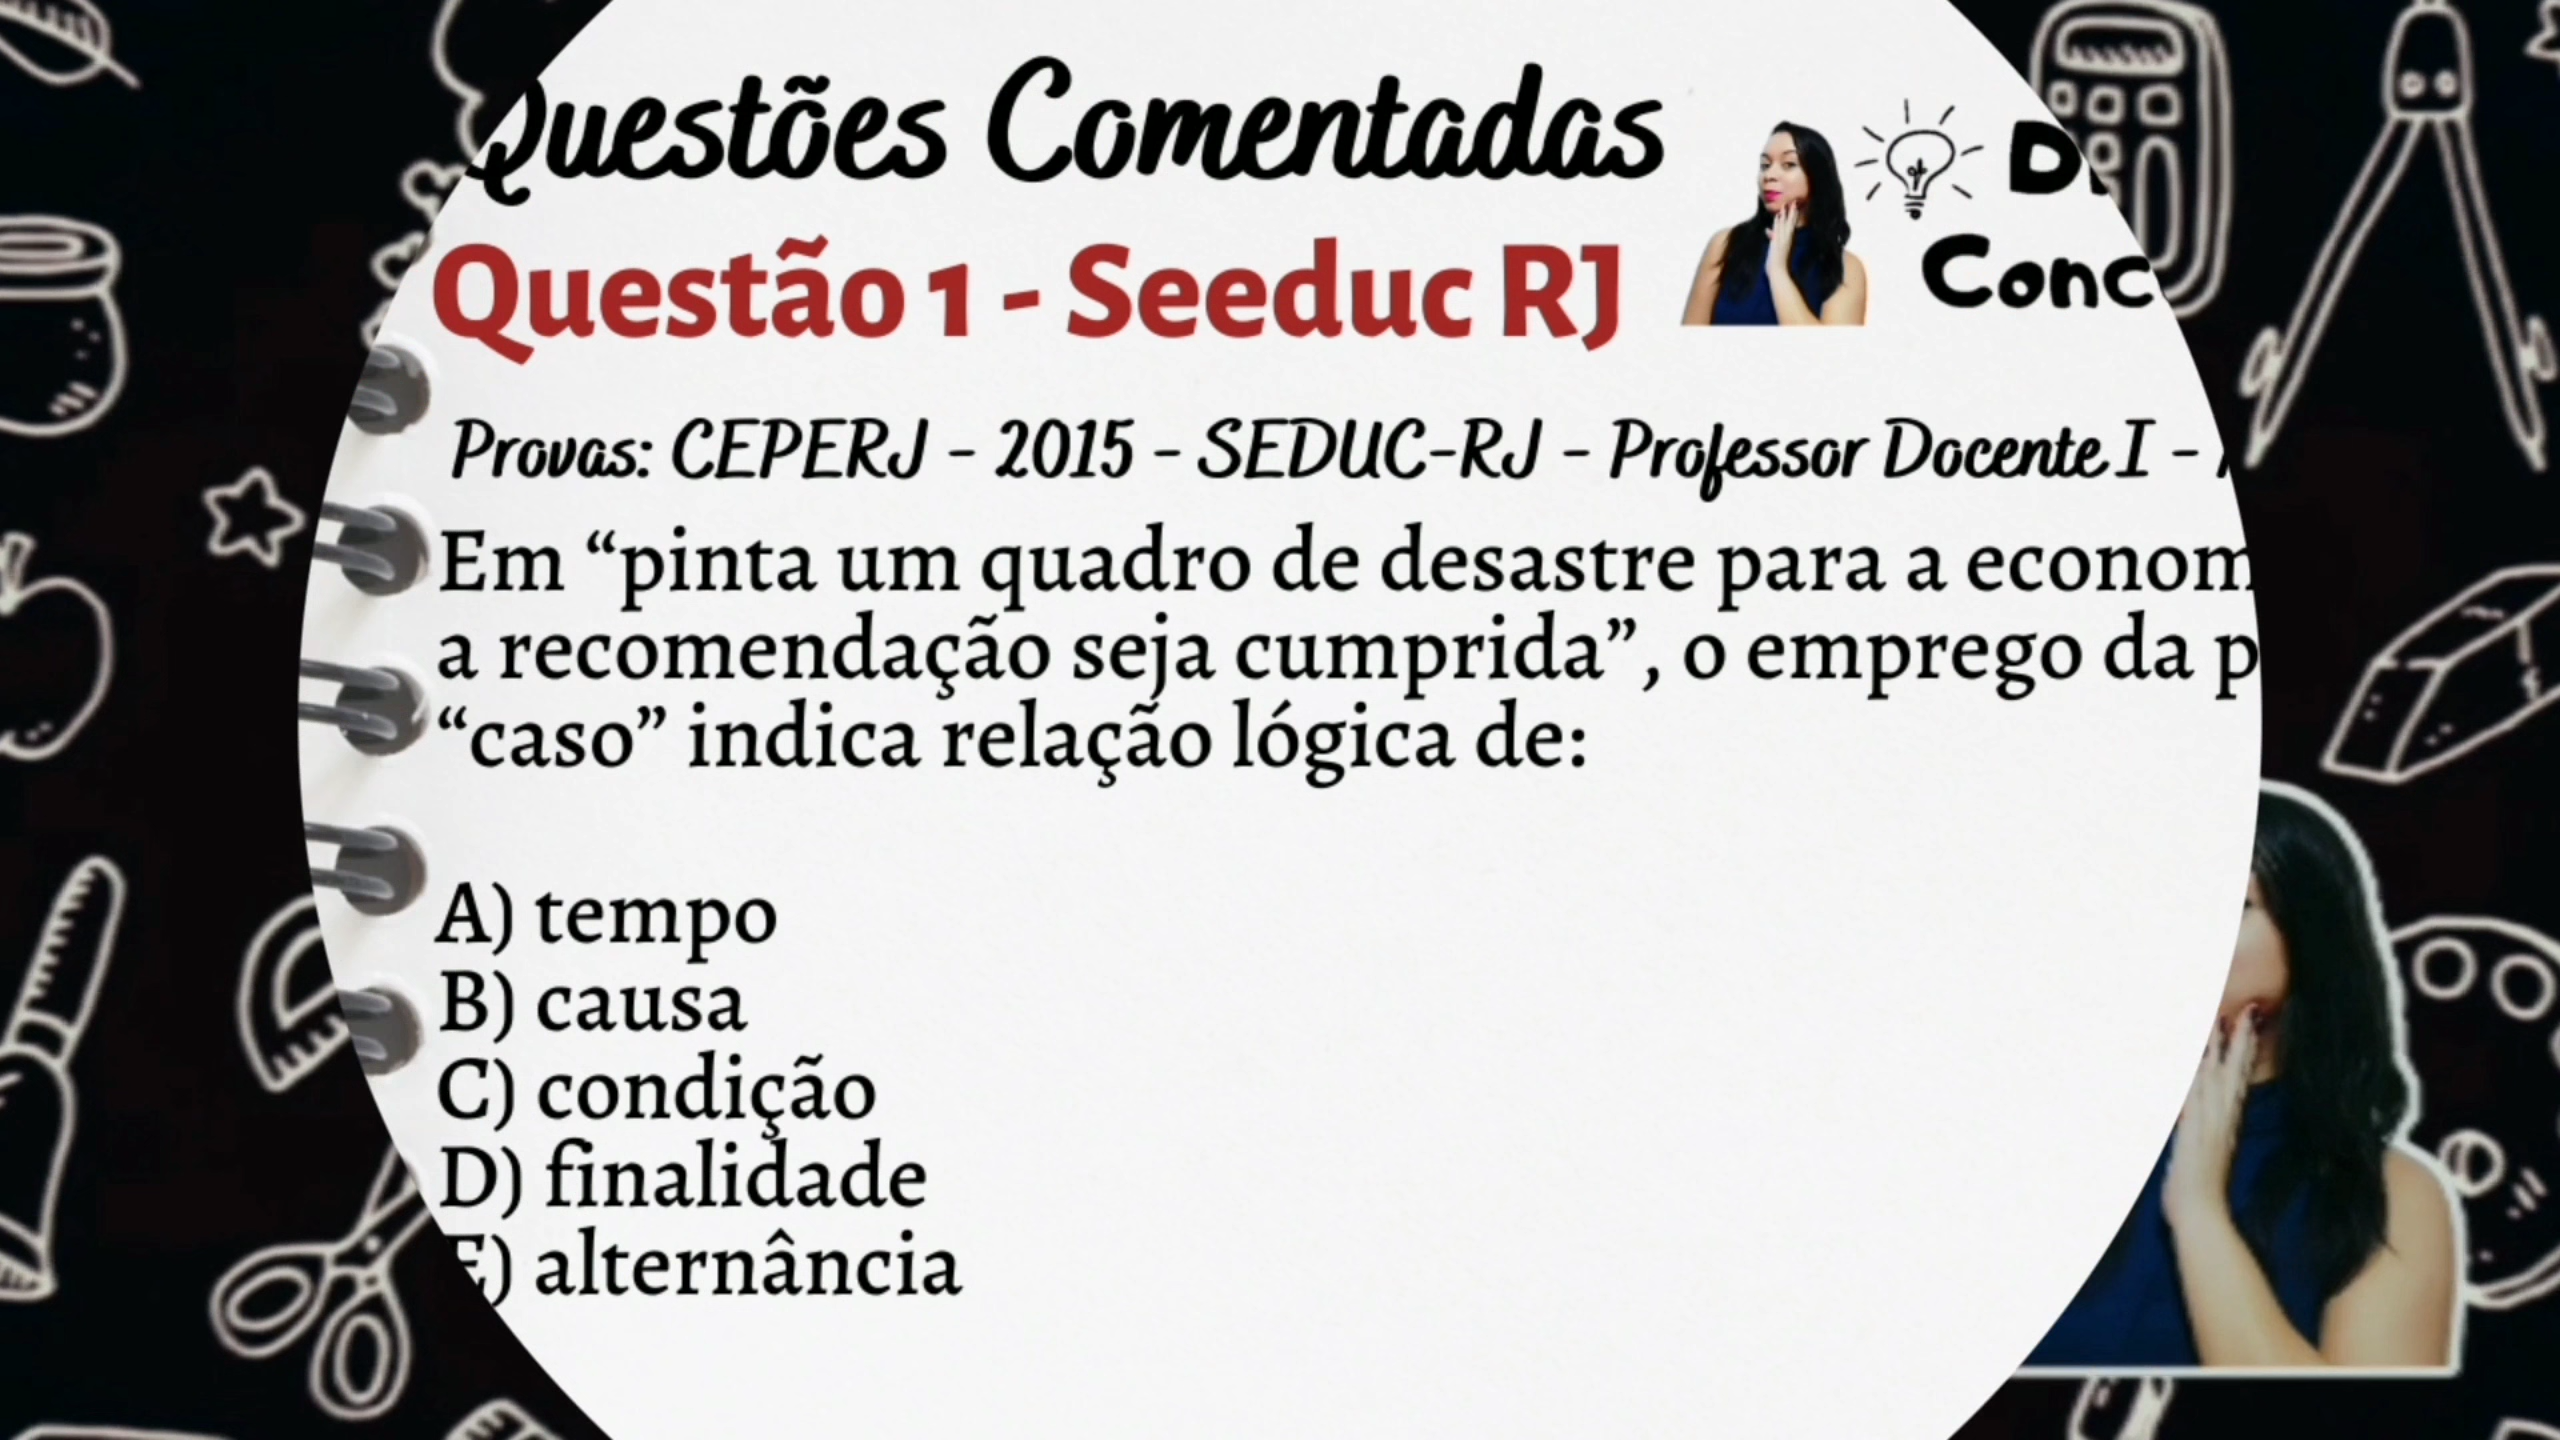 Questões Comentadas
Questão 1 - Seeduc RJ
Conc
Provas: CEPERJ - 2015 - SEDUC-RJ - Professor Docente I -
Em “pinta um quadro de desastre para a econom
a recomendação seja cumprida”, o emprego da p
“caso” indica relação lógica de:
A) tempo
B) causa
C) condição
D) finalidade
E) alternância